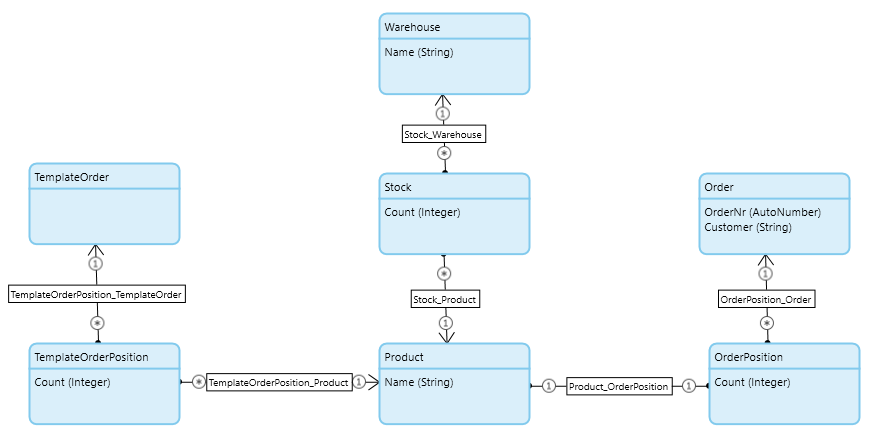 Warehouse
Name (String)
1
Stock_Warehouse
*
TemplateOrder
Stock
Count (Integer)
Order
OrderNr (AutoNumber)
Customer (String)
1
TemplateOrderPosition_TemplateOrder
*
*
Stock_Product
1
1
OrderPosition_Order
*
TemplateOrderPosition
Count (Integer)
*
TemplateOrderPosition_Product
1
Product
Name (String)
1
Product_OrderPosition
1
OrderPosition
Count (Integer)